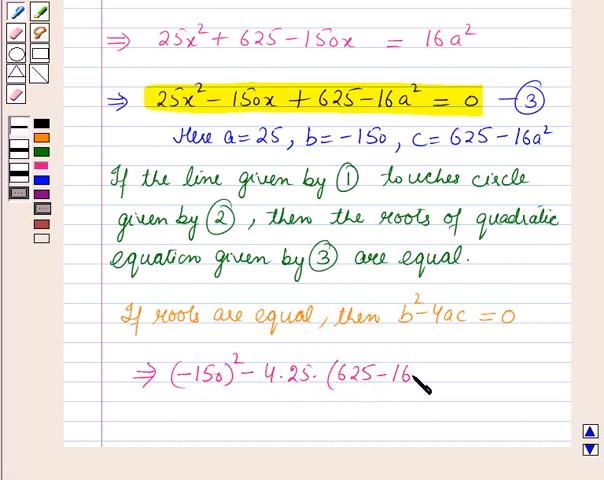 ⇒ 25x² + 625 - 150x = 16a²
⇒ 25x² - 150x + 625 - 16a² = 0 - ③
Here a = 25, b = -150, c = 625 - 16a²
If the line given by ① touches circle
given by ②, then the roots of quadratic
equation given by ③ are equal.
If roots are equal, then b² - 4ac = 0
⇒ (-150)² - 4.25. (625 - 16